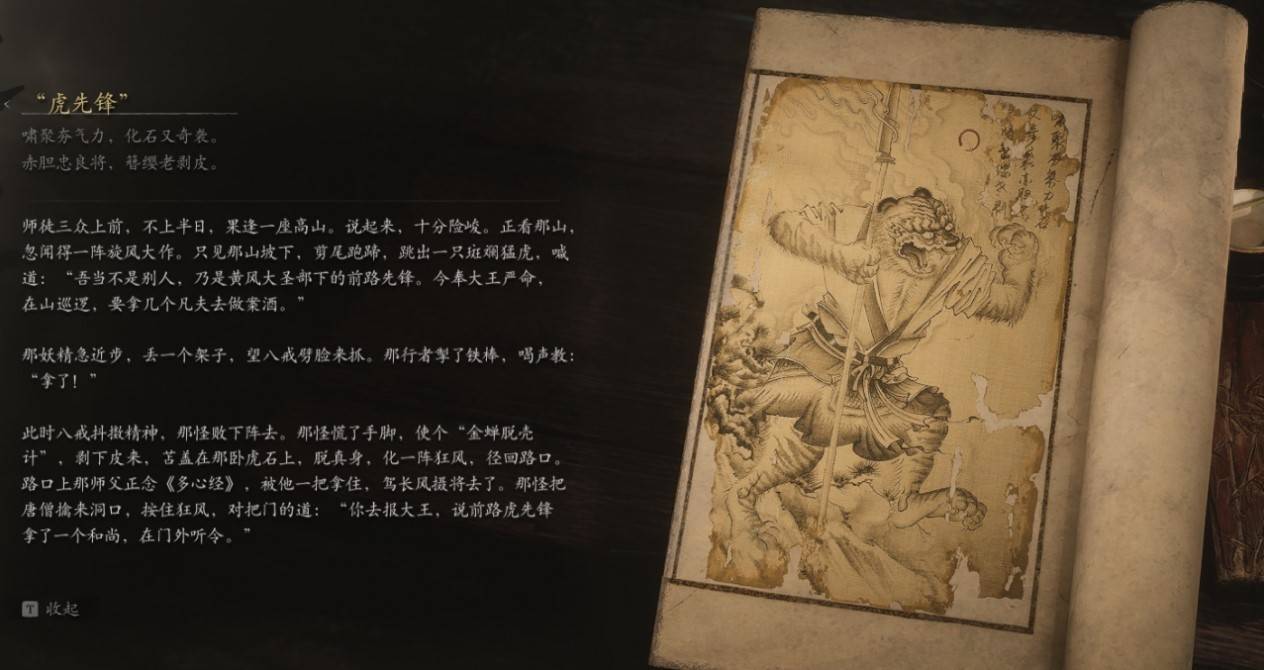 “虎先锋”
啸聚夯气力，化石又奇袭。
赤胆忠良将，簪缨老剥皮。
师徒三众上前，不上半日，果逢一座高山。说起来，十分险峻。正看那山，
忽闻得一阵旋风大作。只见那山坡下，剪尾跑蹄，跳出一只斑斓猛虎，喊
道：“吾当不是别人，乃是黄风大圣部下的前路先锋。今奉大王严命，
在山巡逻，要拿几个凡夫去做案酒。”
那妖精急近步，丢一个架子，望八戒劈脸来抓。那行者掣了铁棒，喝声教：
“拿了！”
此时八戒抖擞精神，那怪败下阵去。那怪慌了手脚，使个“金蝉脱壳
计”，剥下皮来，苫盖在那卧虎石上，脱真身，化一阵狂风，径回路口。
路口上那师父正念《多心经》，被他一把拿住，驾长风摄将去了。那怪把
唐僧擒来洞口，按住狂风，对把门的道：“你去报大王，说前路虎先锋
拿了一个和尚，在门外听令。”
T 收起